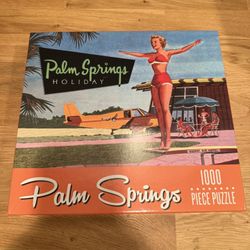 Palm Springs
HOLIDAY
Palm Springs
1000
PIECE PUZZLE